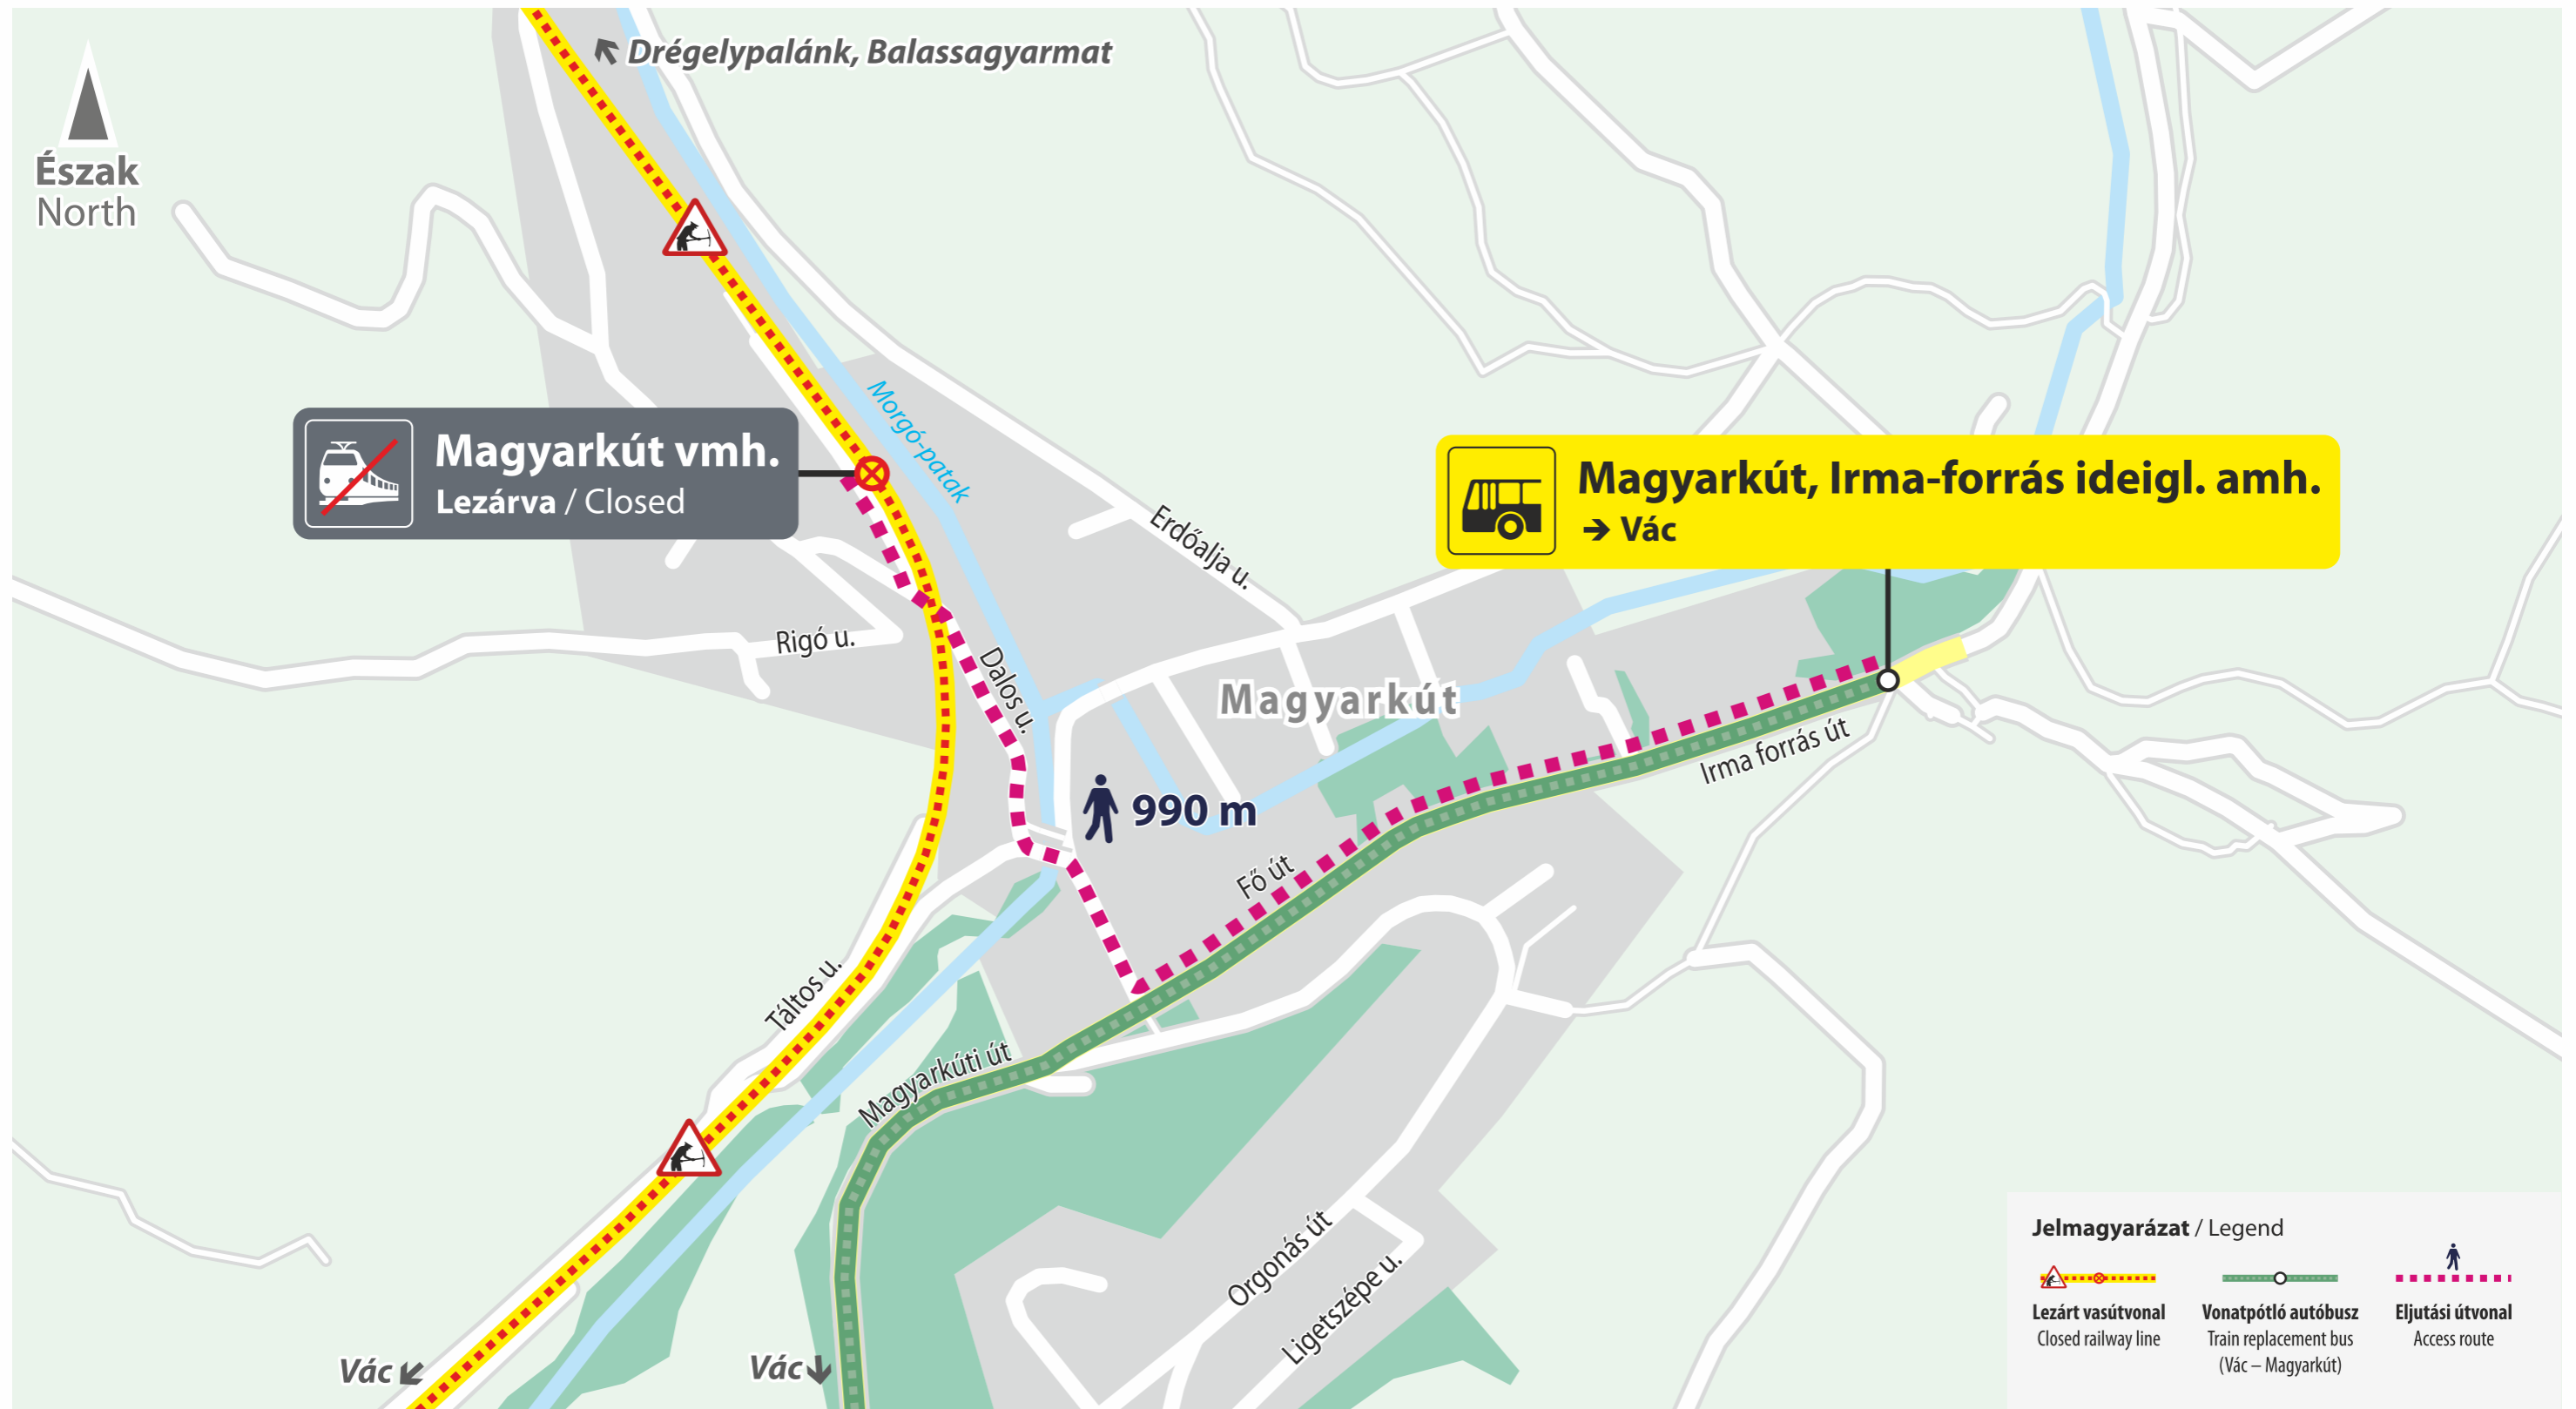 Drégelypalánk, Balassagyarmat
Észak
North
Morgó-patak
Magyarkút vmh.
Lezárva / Closed
Magyarkút, Irma-forrás ideigl. amh.
→ Vác
Erdőalja u.
Rigó u.
Dalos u.
Magyarkút
Irma forrás út
990 m
Fő út
Táltos u.
Magyarkúti út
Orgonás út
Ligetszépe u.
Vác
Vác
Jelmagyarázat / Legend
Lezárt vasútvonal
Closed railway line
Vonatpótló autóbusz
Train replacement bus
(Vác – Magyarkút)
Eljutási útvonal
Access route